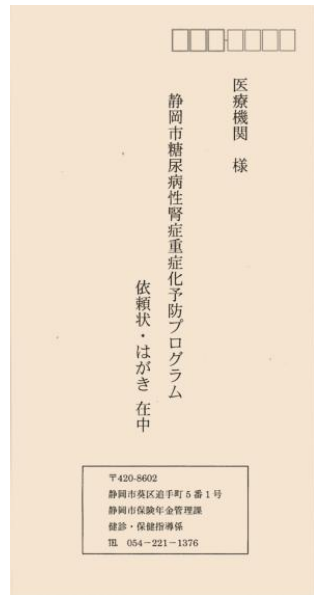 医療機関 様
静岡市糖尿病性腎症重症化予防プログラム
依頼状・はがき 在中
〒420-8602
静岡市葵区追手町5番1号
静岡市保険年金管理課
健診・保健指導係
℡ 054-221-1376